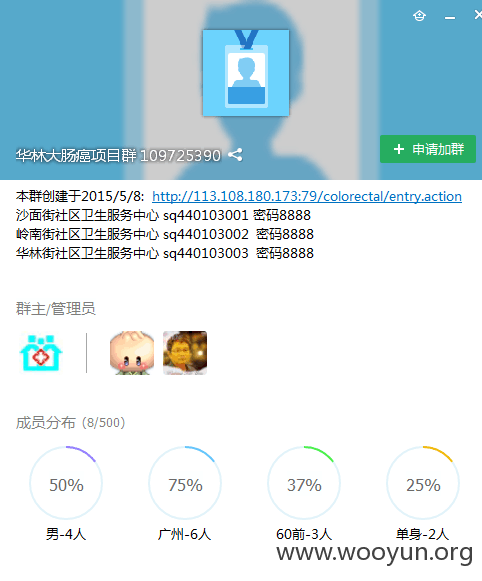 华林大肠癌项目群 109725390
申请加群
本群创建于2015/5/8: http://113.108.180.173:79/colorectal/entry.action
沙面街社区卫生服务中心 sq440103001 密码8888
岭南街社区卫生服务中心 sq440103002 密码8888
华林街社区卫生服务中心 sq440103003 密码8888
群主/管理员
成员分布 (8/500)
50% 75% 37% 25%
男-4人 广州-6人 60前-3人 单身-2人
www.wooyun.org